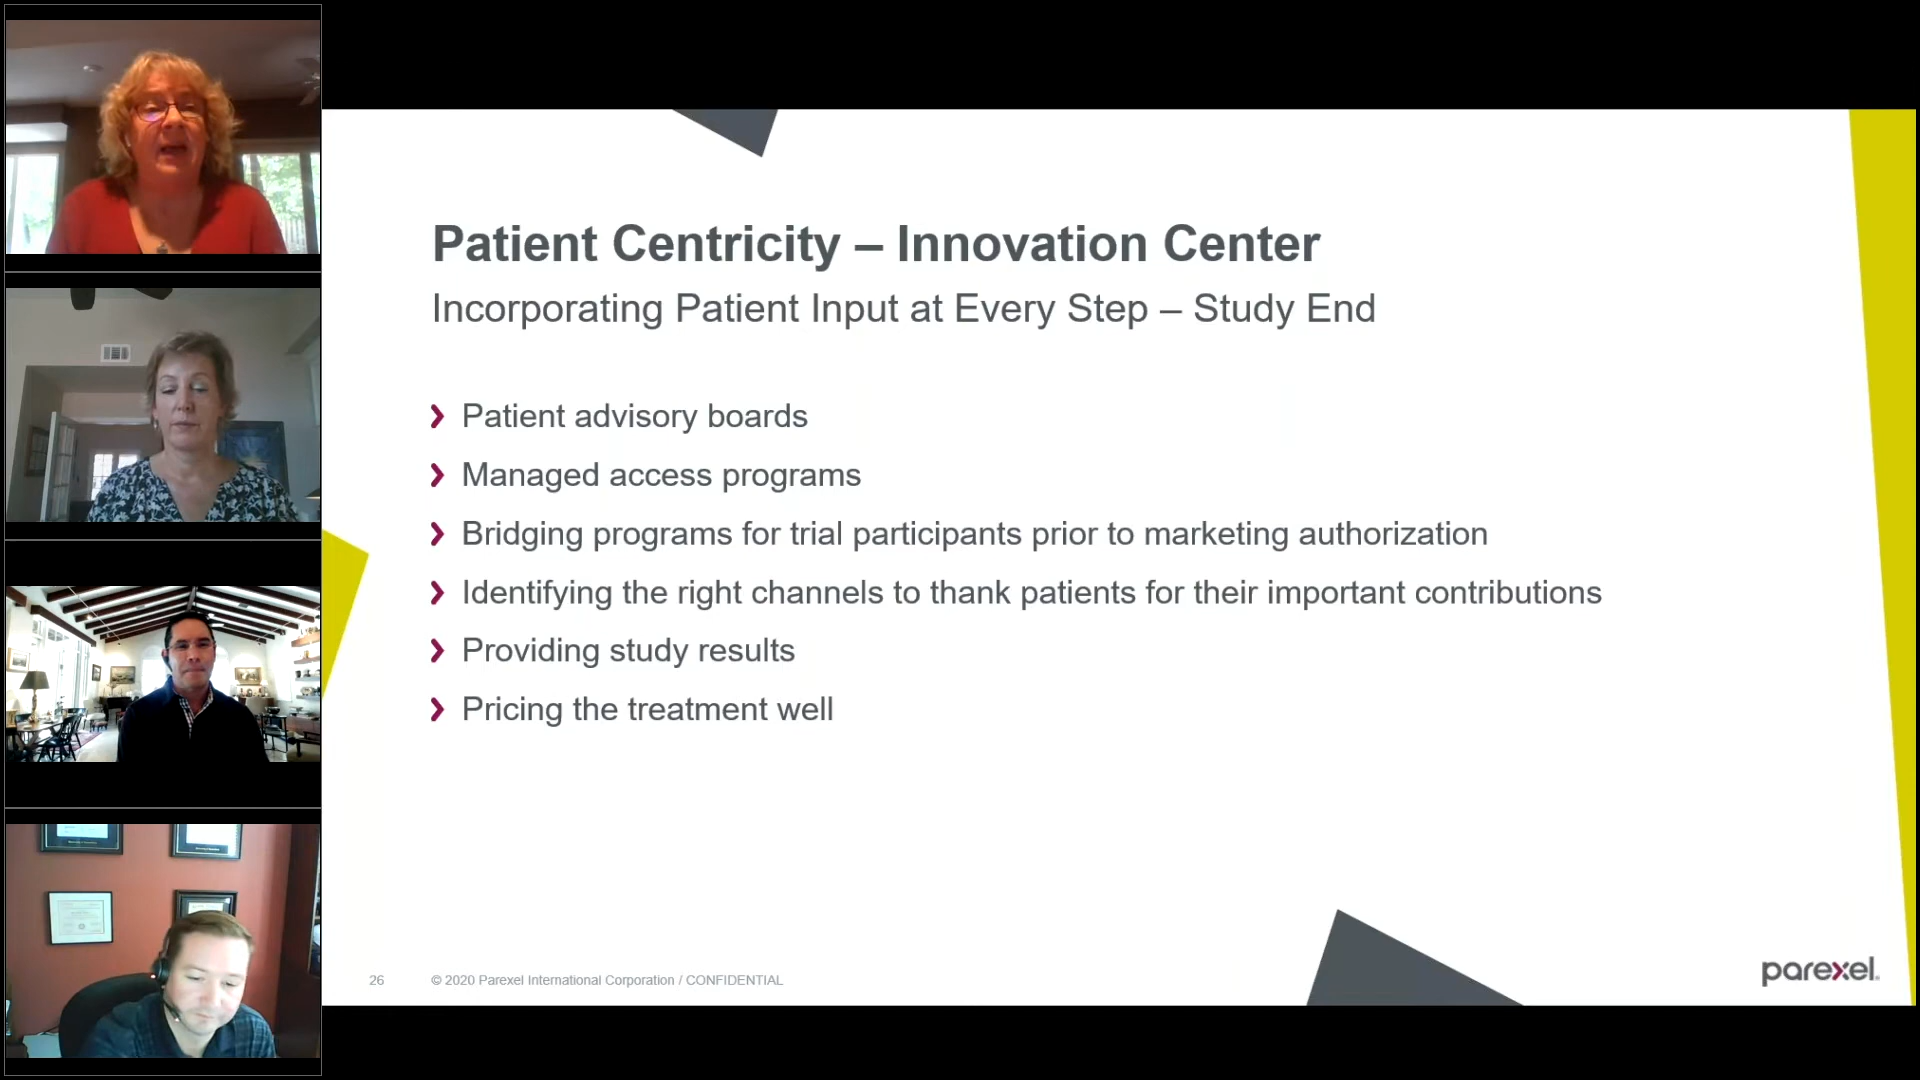 Patient Centricity – Innovation Center
Incorporating Patient Input at Every Step – Study End
Patient advisory boards
Managed access programs
Bridging programs for trial participants prior to marketing authorization
Identifying the right channels to thank patients for their important contributions
Providing study results
Pricing the treatment well
26 © 2020 Parexel International Corporation / CONFIDENTIAL
parexel.